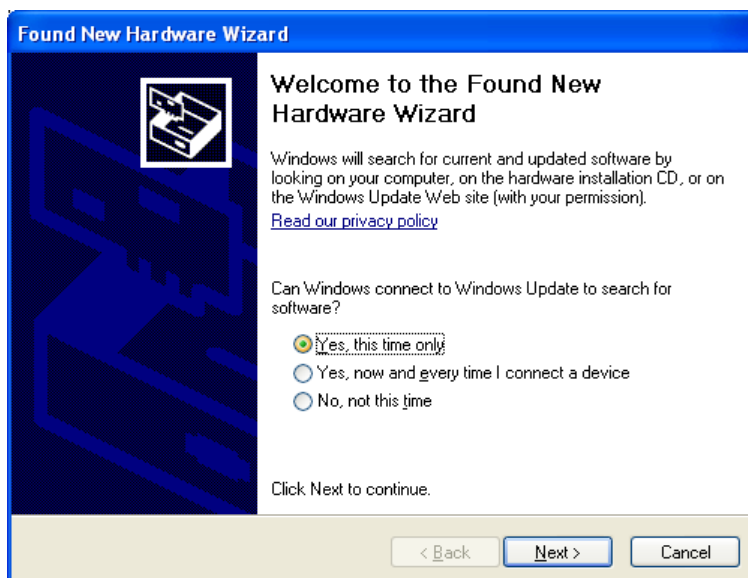 Found New Hardware Wizard
Welcome to the Found New
Hardware Wizard
Windows will search for current and updated software by
looking on your computer, on the hardware installation CD, or on
the Windows Update Web site (with your permission).
Read our privacy policy
Can Windows connect to Windows Update to search for
software?
Yes, this time only
Yes, now and every time I connect a device
No, not this time
Click Next to continue.
< Back
Next >
Cancel